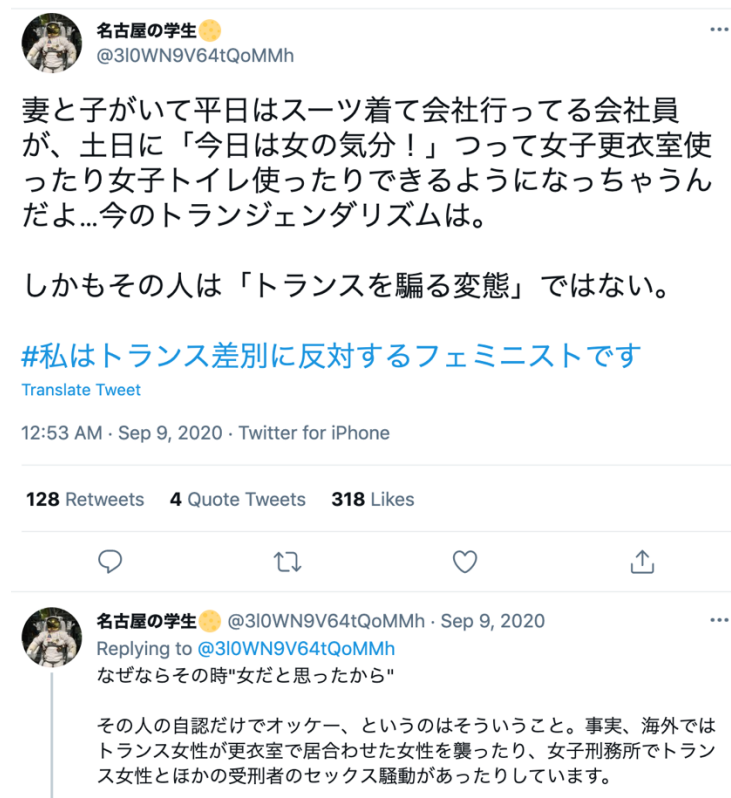 名古屋の学生🌕
@3l0WN9V64tQoMMh
妻と子がいて平日はスーツ着て会社行ってる会社員
が、土日に「今日は女の気分！」つって女子更衣室使
ったり女子トイレ使ったりできるようになっちゃうん
だよ...今のトランジェンダリズムは。
しかもその人は「トランスを騙る変態」ではない。
#私はトランス差別に反対するフェミニストです
Translate Tweet
12:53 AM · Sep 9, 2020 · Twitter for iPhone
128 Retweets 4 Quote Tweets 318 Likes
名古屋の学生🌕 @3l0WN9V64tQoMMh · Sep 9, 2020
Replying to @3l0WN9V64tQoMMh
なぜならその時"女だと思ったから"
その人の自認だけでオッケー、というのはそういうこと。事実、海外では
トランス女性が更衣室で居合わせた女性を襲ったり、女子刑務所でトラン
ス女性とほかの受刑者のセックス騒動があったりしています。